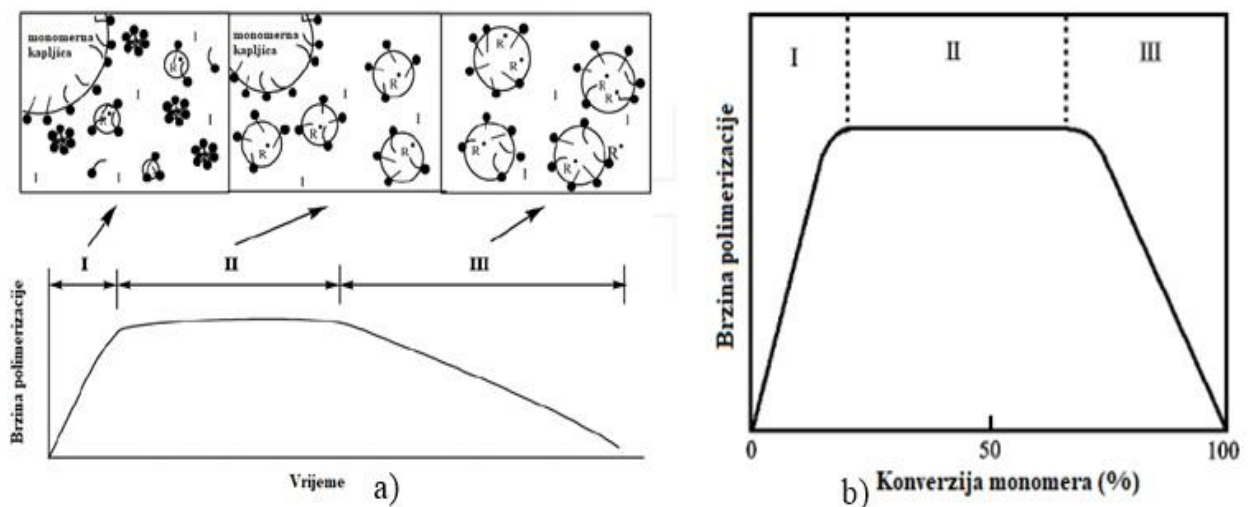 monomerna
kapljica
I
R•
I
R•
I
I
monomerna
kapljica
I
R•
I
R•
R•
R•
I
R•
R•
I
R•
R•
I
R•
R•
R•
I
I
II
III
Brzina polimerizacije
Vrijeme
a)
I
II
III
Brzina polimerizacije
0
50
100
b)
Konverzija monomera (%)